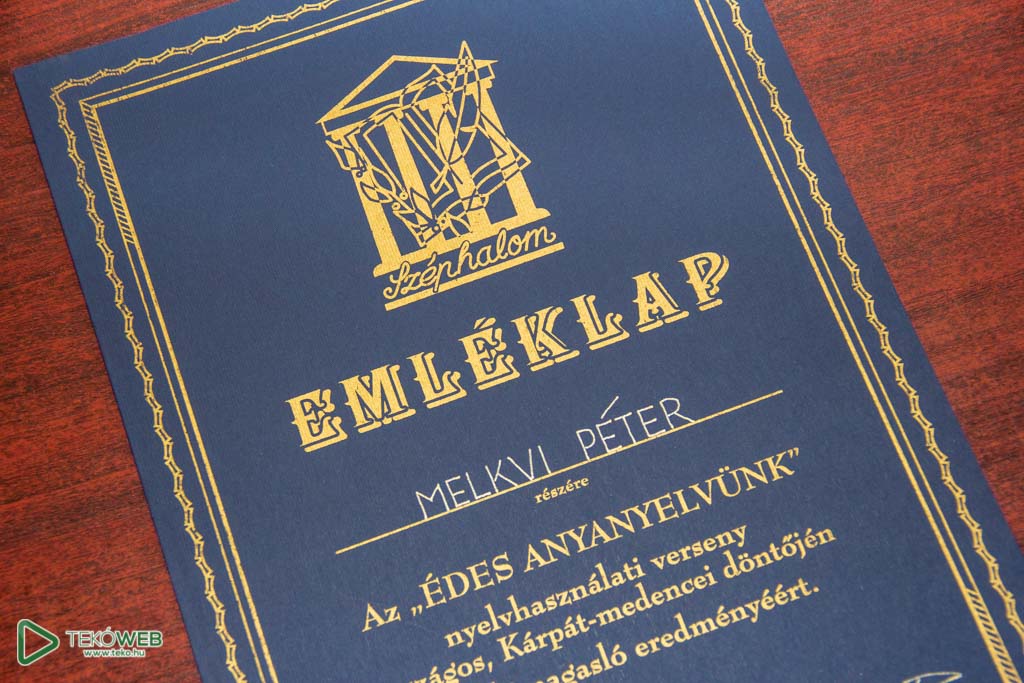 Széphalom
EMLÉKLAP
MELKVI PÉTER
részére
Az „ÉDES ANYANYELVÜNK”
nyelvhasználati verseny
Kárpát-medencei döntőjén
eredményéért.
TEKÓWEB
www.teko.hu